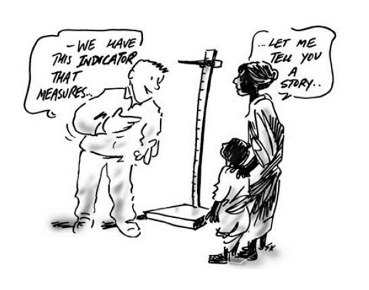 -WE HAVE
THIS INDICATOR
THAT
MEASURES..
...LET ME
TELL YOU
A
STORY..